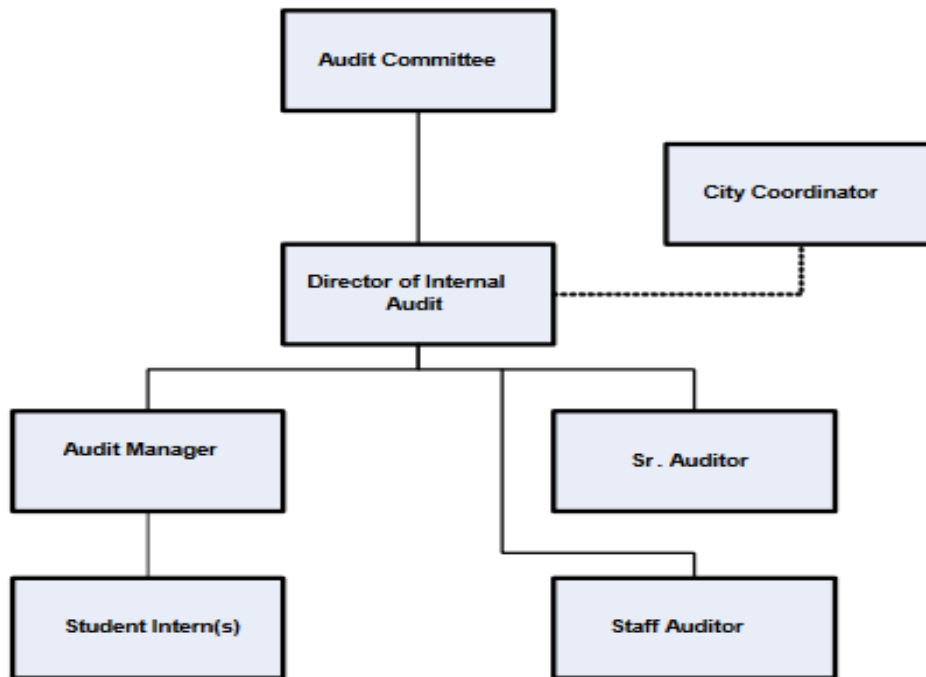 Audit Committee
City Coordinator
Director of Internal
Audit
Audit Manager
Sr. Auditor
Student Intern(s)
Staff Auditor